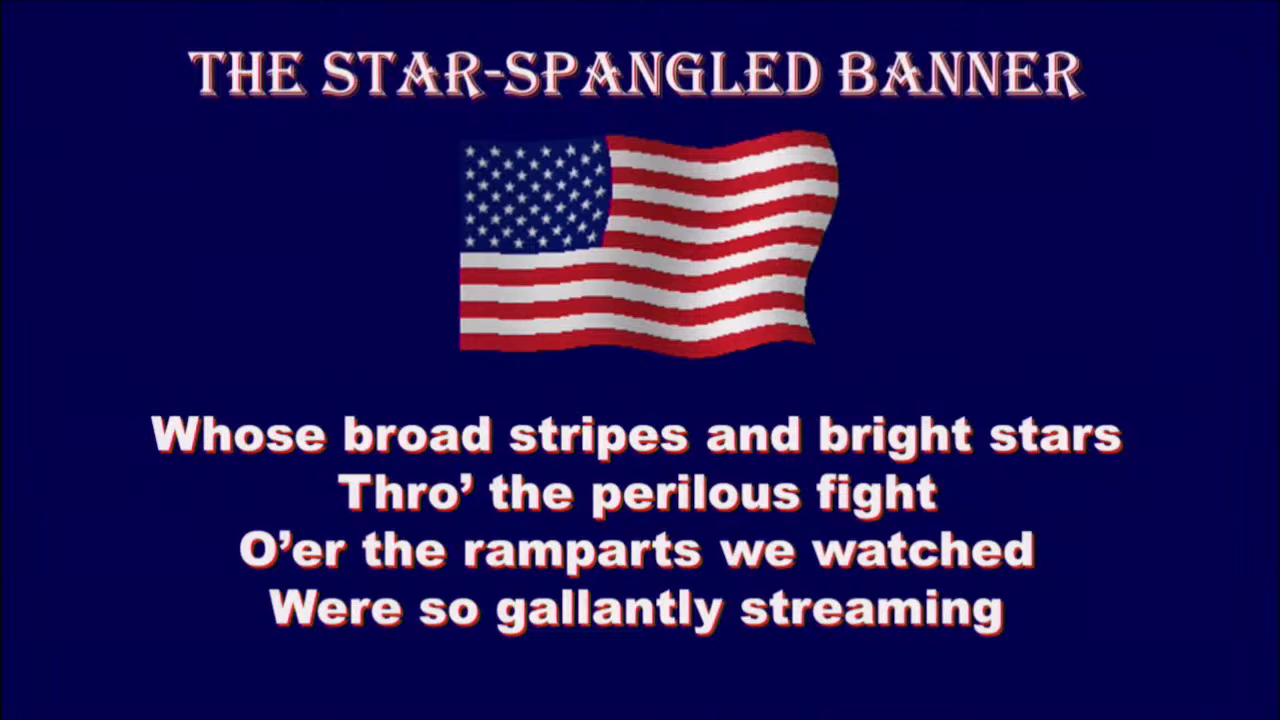 THE STAR-SPANGLED BANNER
Whose broad stripes and bright stars
Thro’ the perilous fight
O’er the ramparts we watched
Were so gallantly streaming